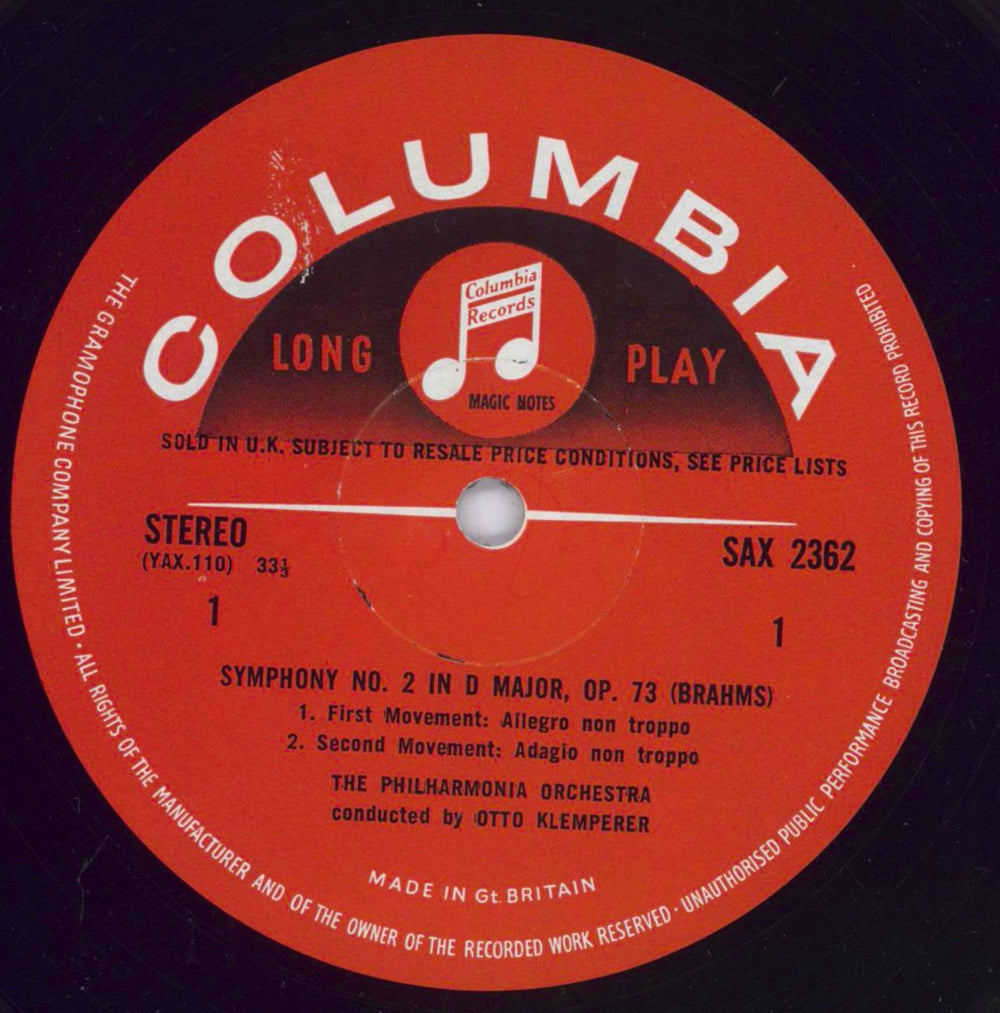 COLUMBIA
Columbia
Records
LONG PLAY
MAGIC NOTES
SOLD IN U.K. SUBJECT TO RESALE PRICE CONDITIONS, SEE PRICE LISTS
STEREO
SAX 2362
(YAX.110) 33⅓
1
1
SYMPHONY NO. 2 IN D MAJOR, OP. 73 (BRAHMS)
1. First Movement: Allegro non troppo
2. Second Movement: Adagio non troppo
THE PHILHARMONIA ORCHESTRA
conducted by OTTO KLEMPERER
MADE IN Gt. BRITAIN
THE GRAMOPHONE COMPANY LIMITED · ALL RIGHTS OF THE MANUFACTURER AND OF THE OWNER OF THE RECORDED WORK RESERVED · UNAUTHORISED PUBLIC PERFORMANCE BROADCASTING AND COPYING OF THIS RECORD PROHIBITED